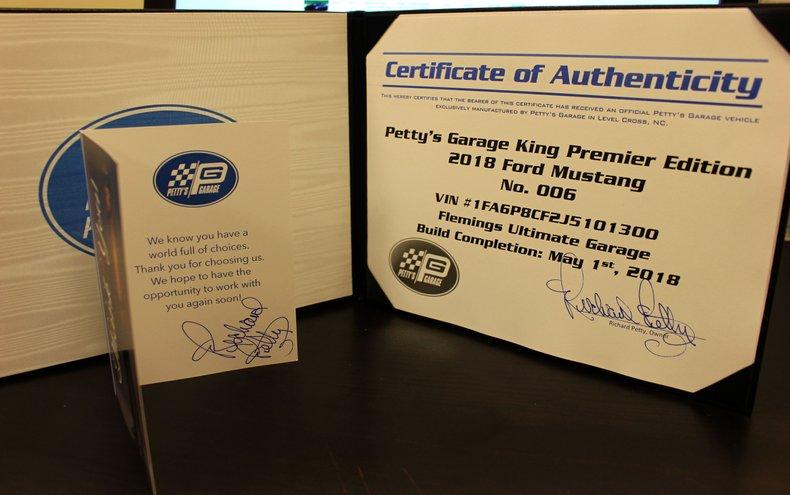 PETTY'S GARAGE
We know you have a
world full of choices.
Thank you for choosing us.
We hope to have the
opportunity to work with
you again soon!
Richard
Petty
Certificate of Authenticity
THIS HEREBY CERTIFIES THAT THE BEARER OF THIS CERTIFICATE HAS RECEIVED AN OFFICIAL PETTY'S GARAGE VEHICLE
EXCLUSIVELY MANUFACTURED BY PETTY'S GARAGE IN LEVEL CROSS, NC.
Petty's Garage King Premier Edition
2018 Ford Mustang
No. 006
VIN #1FA6P8CF2J5101300
Flemings Ultimate Garage
Build Completion: May 1st, 2018
PETTY'S GARAGE
Richard Petty
Richard Petty, Owner